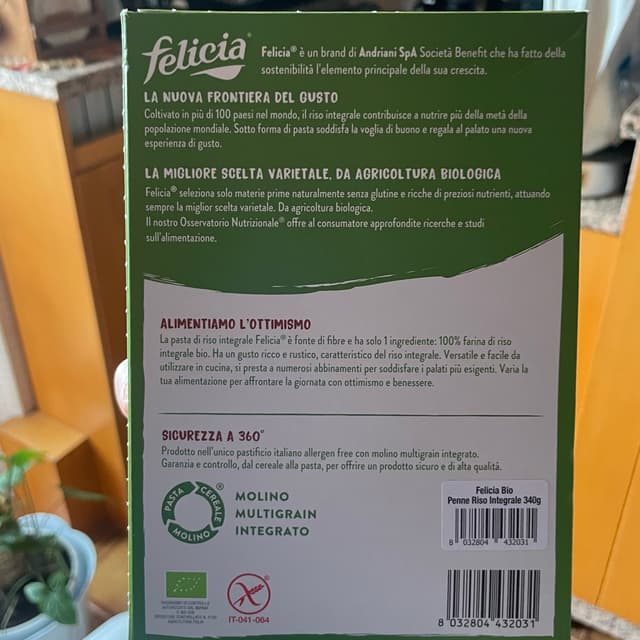 felicia®
Felicia® è un brand di Andriani SpA Società Benefit che ha fatto della
sostenibilità l'elemento principale della sua crescita.
LA NUOVA FRONTIERA DEL GUSTO
Coltivato in più di 100 paesi nel mondo, il riso integrale contribuisce a nutrire più della metà della
popolazione mondiale. Sotto forma di pasta soddisfa la voglia di buono e regala al palato una nuova
esperienza di gusto.
LA MIGLIORE SCELTA VARIETALE, DA AGRICOLTURA BIOLOGICA
Felicia® seleziona solo materie prime naturalmente senza glutine e ricche di preziosi nutrienti, attuando
sempre la miglior scelta varietale. Da agricoltura biologica.
Il nostro Osservatorio Nutrizionale® offre al consumatore approfondite ricerche e studi
sull'alimentazione.
ALIMENTIAMO L'OTTIMISMO
La pasta di riso integrale Felicia® è fonte di fibre e ha solo 1 ingrediente: 100% farina di riso
integrale bio. Ha un gusto ricco e rustico, caratteristico del riso integrale. Versatile e facile da
utilizzare in cucina, si presta a numerosi abbinamenti per soddisfare i palati più esigenti. Varia la
tua alimentazione per affrontare la giornata con ottimismo e benessere.
SICUREZZA A 360°
Prodotto nell'unico pastificio italiano allergen free con molino multigrain integrato.
Garanzia e controllo, dal cereale alla pasta, per offrire un prodotto sicuro e di alta qualità.
PASTA CEREALE MOLINO ®
MOLINO
MULTIGRAIN
INTEGRATO
Felicia Bio
Penne Riso Integrale 340g
8 032804 432031
IT-041-064
8 032804 432031